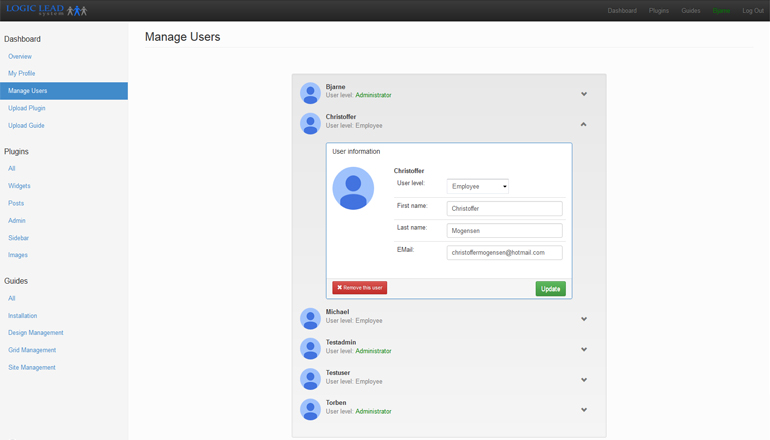 LOGIC LEAD
system
Dashboard Plugins Guides Bjarne Log Out
Dashboard
Overview
My Profile
Manage Users
Upload Plugin
Upload Guide
Plugins
All
Widgets
Posts
Admin
Sidebar
Images
Guides
All
Installation
Design Management
Grid Management
Site Management
Manage Users
Bjarne
User level: Administrator
Christoffer
User level: Employee
User information
Christoffer
User level: Employee
First name: Christoffer
Last name: Mogensen
EMail: christoffermogensen@hotmail.com
Remove this user
Update
Michael
User level: Employee
Testadmin
User level: Administrator
Testuser
User level: Employee
Torben
User level: Administrator